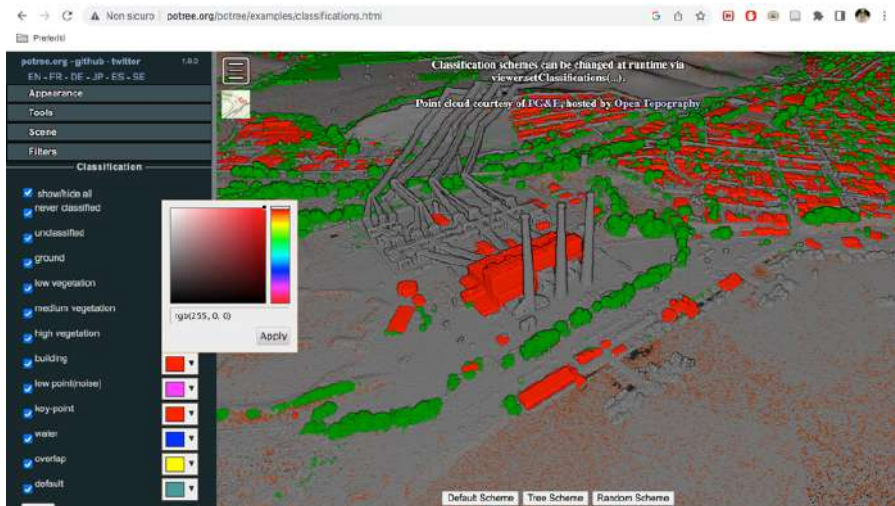 Non sicuro | potree.org/potree/examples/classifications.html
Preferiti
potree.org - github - twitter 1.8.0
EN - FR - DE - JP - ES - SE
Appearance
Tools
Scene
Filters
Classification
show/hide all
never classified
unclassified
ground
low vegetation
medium vegetation
high vegetation
building
low point(noise)
key-point
water
overlap
default
rgb(255, 0, 0)
Apply
Classification schemes can be changed at runtime via
viewer.setClassifications(...).
Point cloud courtesy of PG&E, hosted by Open Topography
Default Scheme Tree Scheme Random Scheme